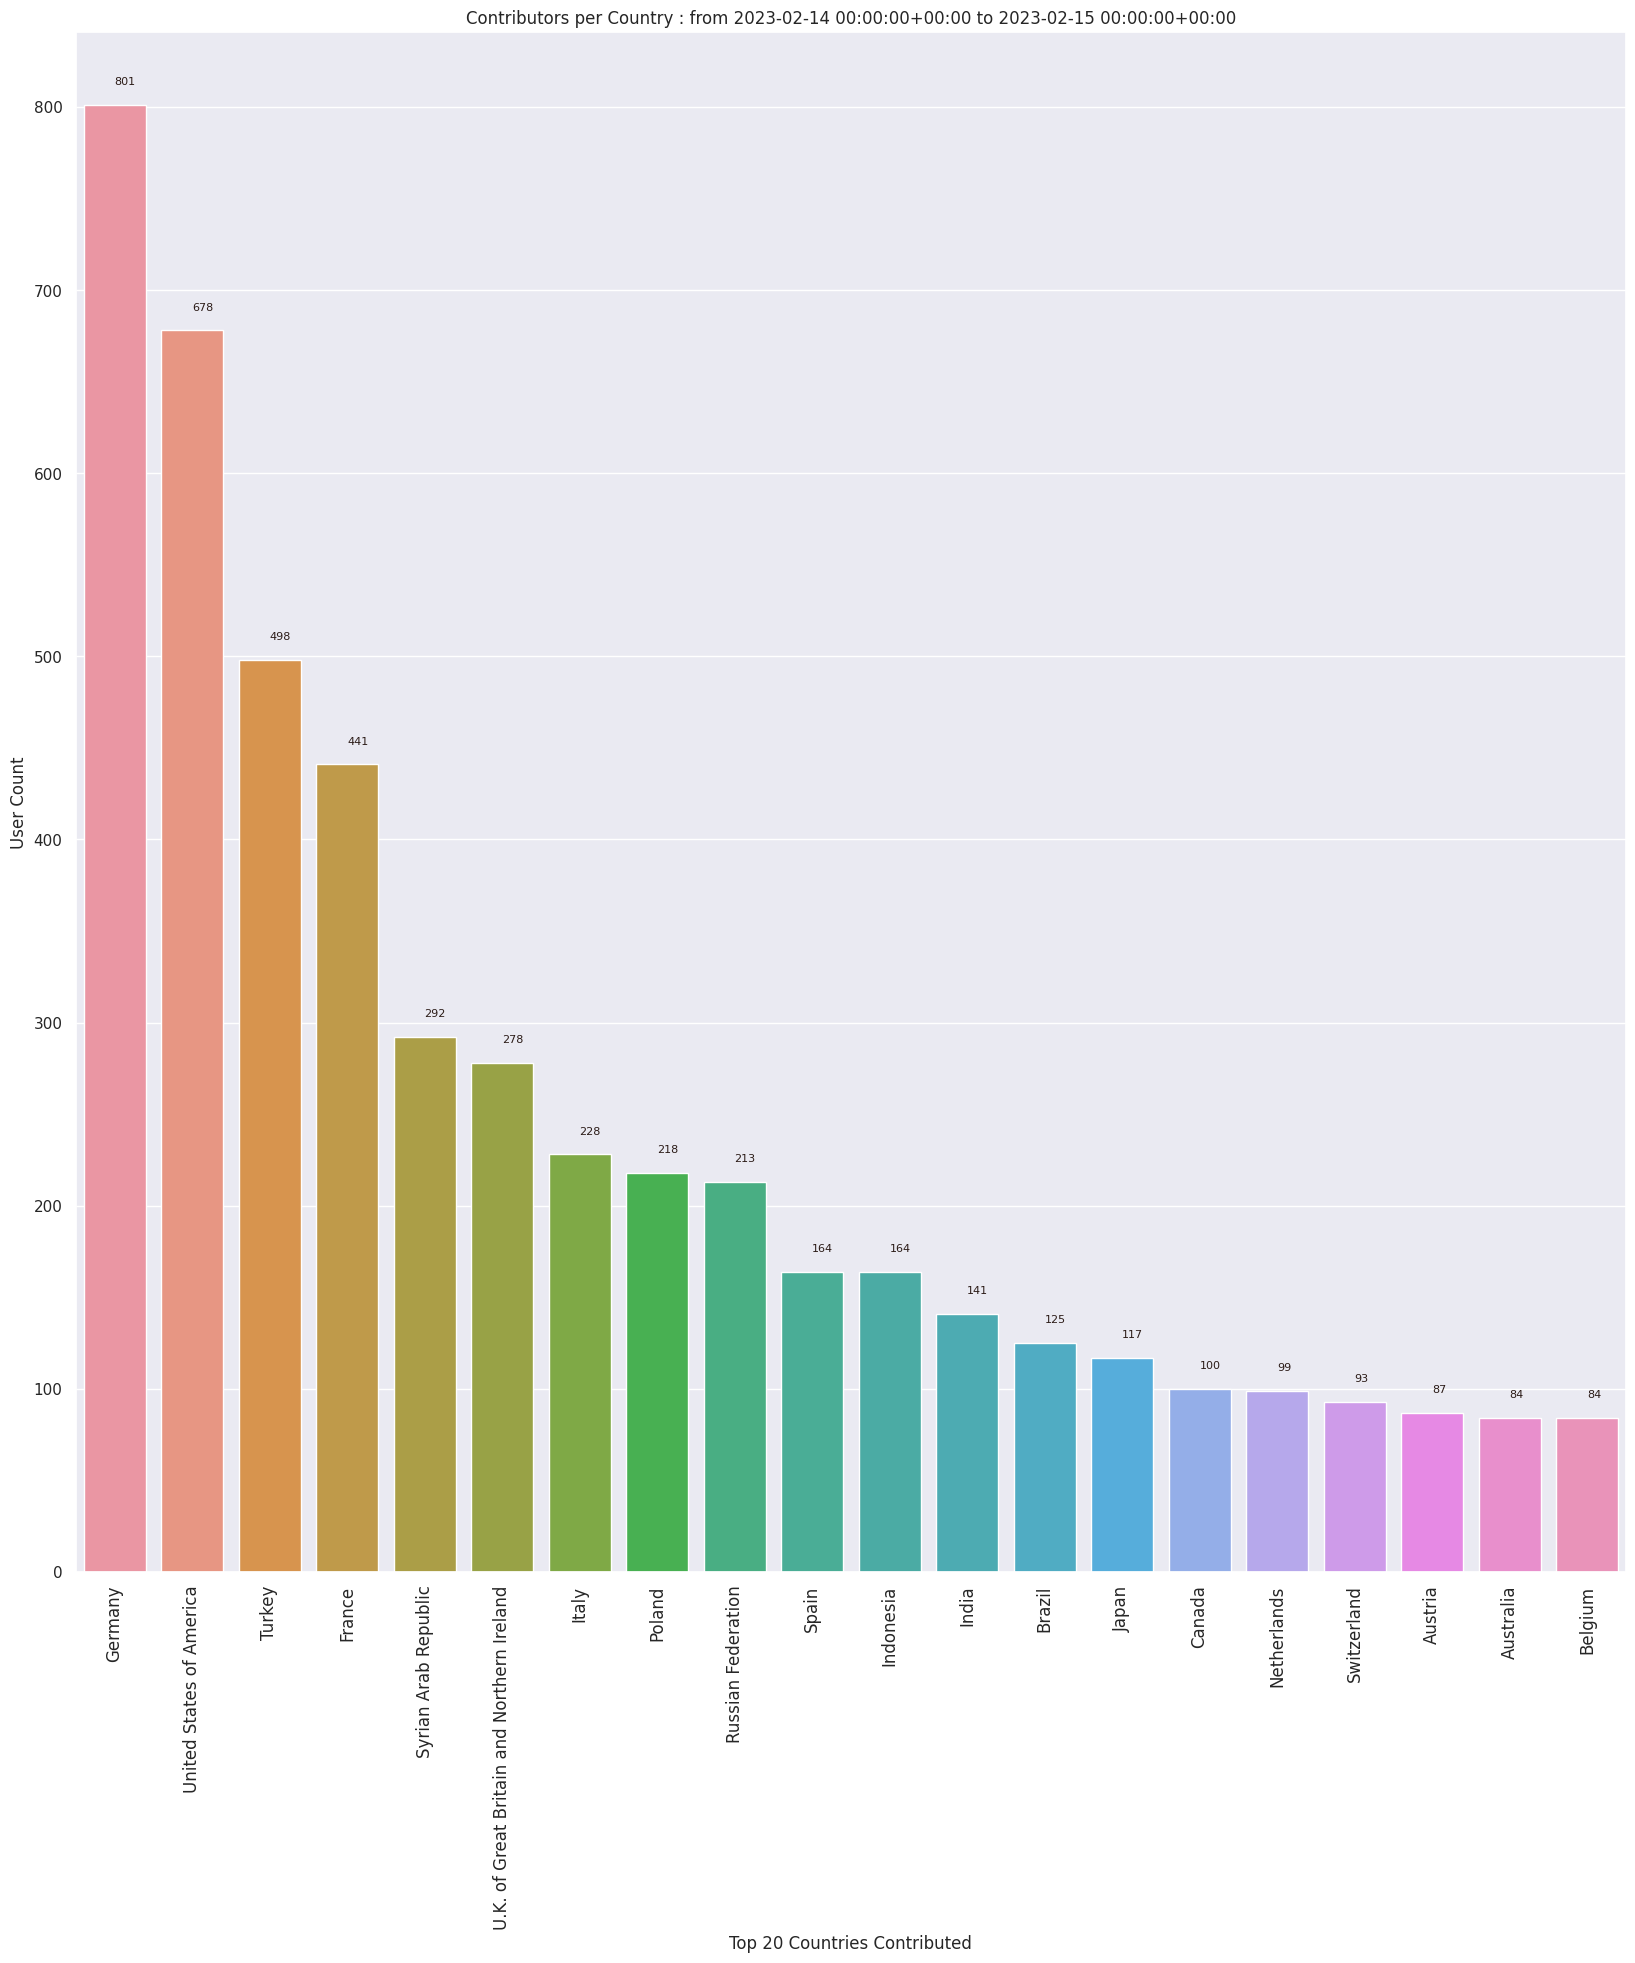 Contributors per Country : from 2023-02-14 00:00:00+00:00 to 2023-02-15 00:00:00+00:00
User Count
800
700
600
500
400
300
200
100
0
801
678
498
441
292
278
228
218
213
164
164
141
125
117
100
99
93
87
84
84
Germany
United States of America
Turkey
France
Syrian Arab Republic
U.K. of Great Britain and Northern Ireland
Italy
Poland
Russian Federation
Spain
Indonesia
India
Brazil
Japan
Canada
Netherlands
Switzerland
Austria
Australia
Belgium
Top 20 Countries Contributed